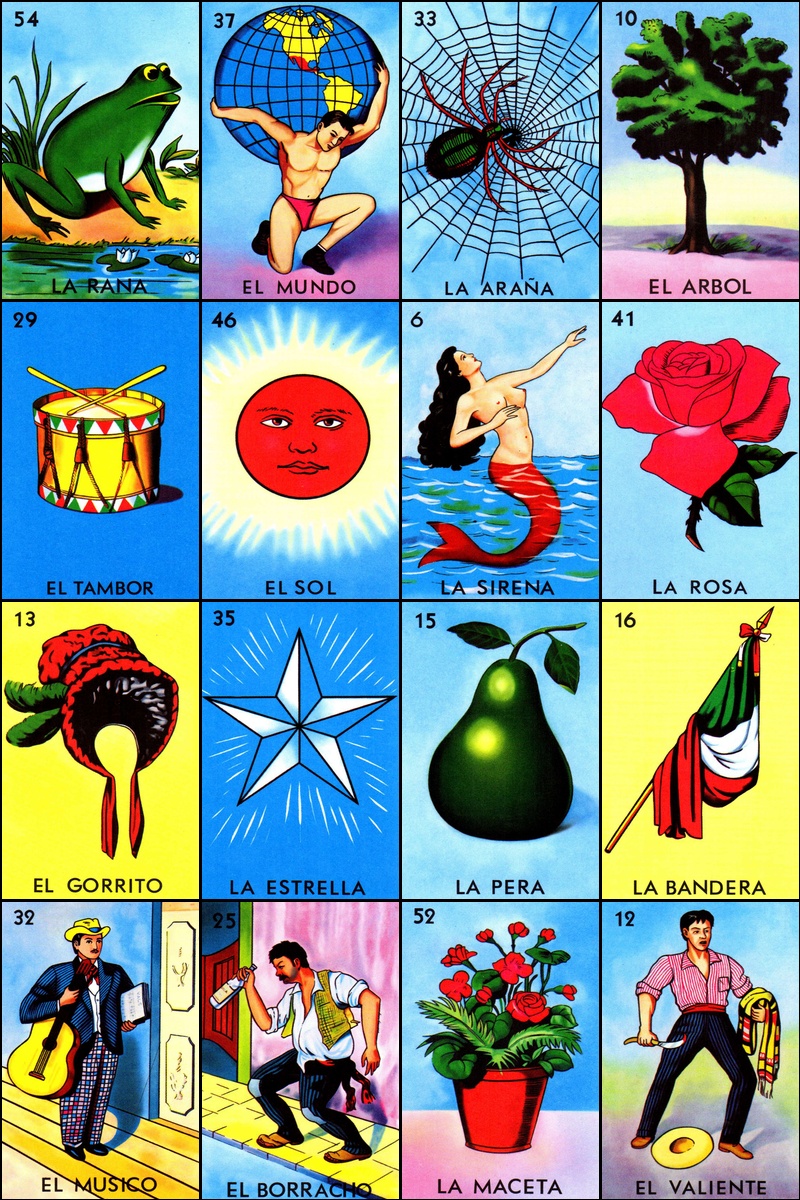 54
LA RANA
37
EL MUNDO
33
LA ARAÑA
10
EL ARBOL
29
EL TAMBOR
46
EL SOL
6
LA SIRENA
41
LA ROSA
13
EL GORRITO
35
LA ESTRELLA
15
LA PERA
16
LA BANDERA
32
EL MUSICO
25
EL BORRACHO
52
LA MACETA
12
EL VALIENTE